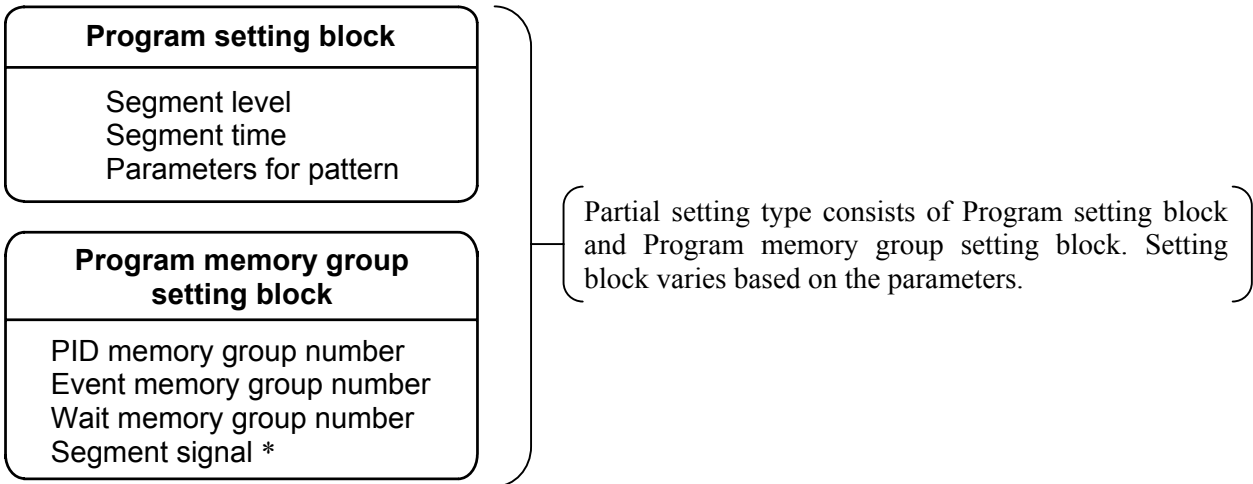 Program setting block
Segment level
Segment time
Parameters for pattern
Program memory group
setting block
PID memory group number
Event memory group number
Wait memory group number
Segment signal *
Partial setting type consists of Program setting block
and Program memory group setting block. Setting
block varies based on the parameters.